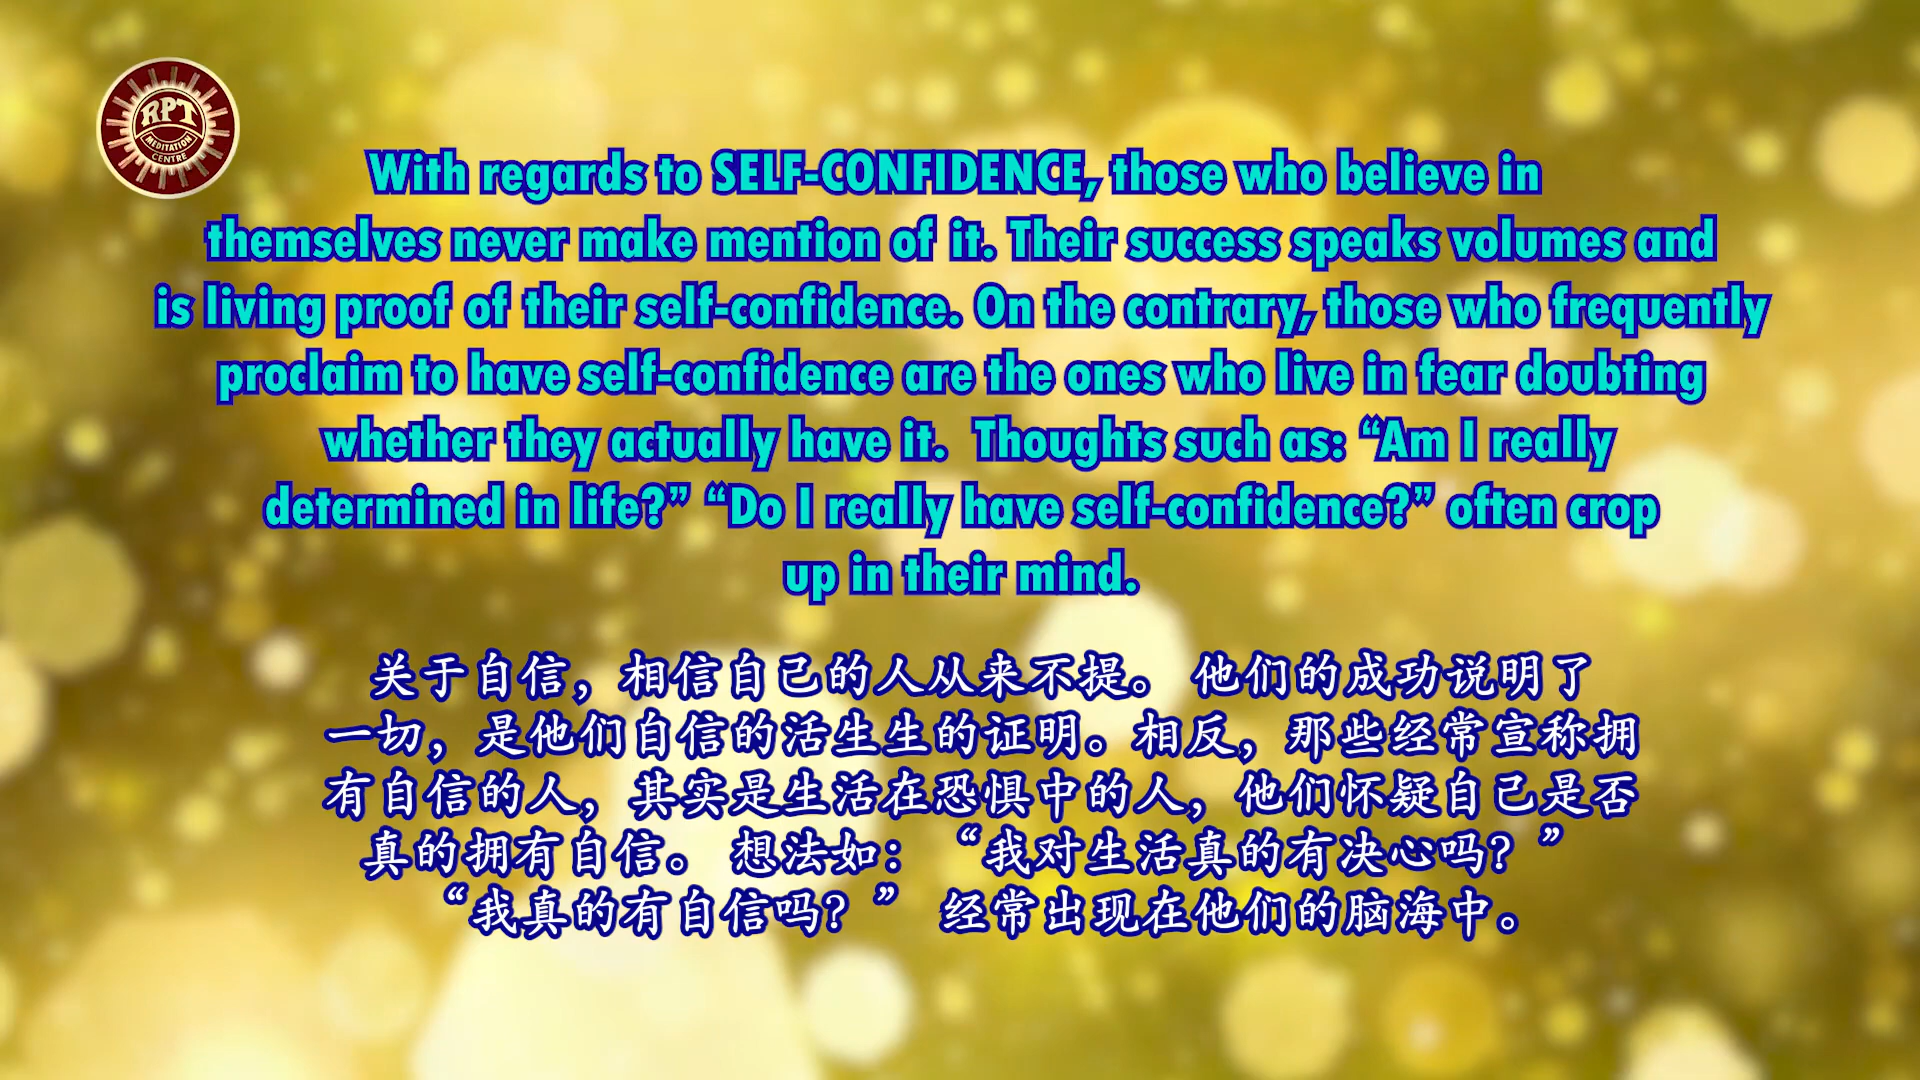 RPT
MEDITATION
CENTRE
With regards to SELF-CONFIDENCE, those who believe in
themselves never make mention of it. Their success speaks volumes and
is living proof of their self-confidence. On the contrary, those who frequently
proclaim to have self-confidence are the ones who live in fear doubting
whether they actually have it.  Thoughts such as: “Am I really
determined in life?” “Do I really have self-confidence?” often crop
up in their mind.
关于自信，相信自己的人从来不提。 他们的成功说明了
一切，是他们自信的活生生的证明。相反，那些经常宣称拥
有自信的人，其实是生活在恐惧中的人，他们怀疑自己是否
真的拥有自信。 想法如： “我对生活真的有决心吗？”
“我真的有自信吗？” 经常出现在他们的脑海中。